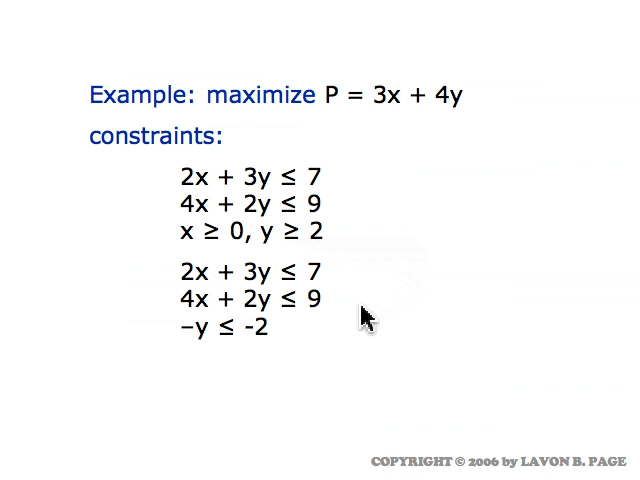 Example: maximize P = 3x + 4y
constraints:
2x + 3y ≤ 7
4x + 2y ≤ 9
x ≥ 0, y ≥ 2
2x + 3y ≤ 7
4x + 2y ≤ 9
–y ≤ -2
COPYRIGHT © 2006 by LAVON B. PAGE